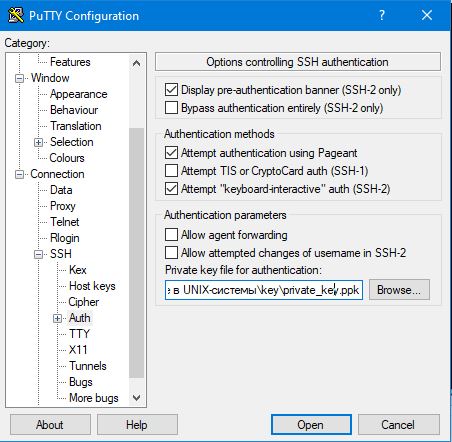 PuTTY Configuration
Category:
Features
Window
Appearance
Behaviour
Translation
Selection
Colours
Connection
Data
Proxy
Telnet
Rlogin
SSH
Kex
Host keys
Cipher
Auth
TTY
X11
Tunnels
Bugs
More bugs
Options controlling SSH authentication
Display pre-authentication banner (SSH-2 only)
Bypass authentication entirely (SSH-2 only)
Authentication methods
Attempt authentication using Pageant
Attempt TIS or CryptoCard auth (SSH-1)
Attempt "keyboard-interactive" auth (SSH-2)
Authentication parameters
Allow agent forwarding
Allow attempted changes of username in SSH-2
Private key file for authentication:
в UNIX-системы\key\private_key.ppk
Browse...
About
Help
Open
Cancel